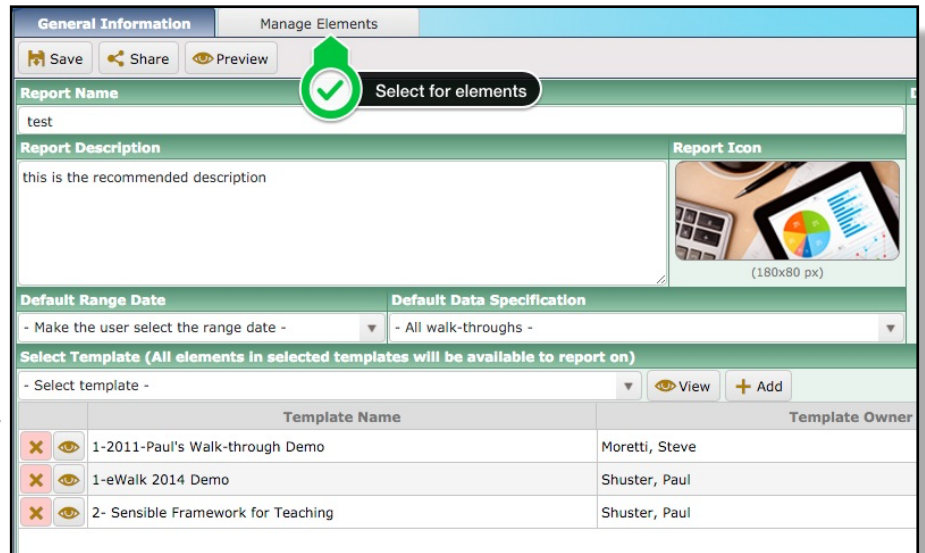 General Information Manage Elements
Save Share Preview
Select for elements
Report Name
test
Report Description Report Icon
this is the recommended description
(180x80 px)
Default Range Date Default Data Specification
- Make the user select the range date - - All walk-throughs -
Select Template (All elements in selected templates will be available to report on)
- Select template - View Add
Template Name Template Owner
1-2011-Paul's Walk-through Demo Moretti, Steve
1-eWalk 2014 Demo Shuster, Paul
2- Sensible Framework for Teaching Shuster, Paul